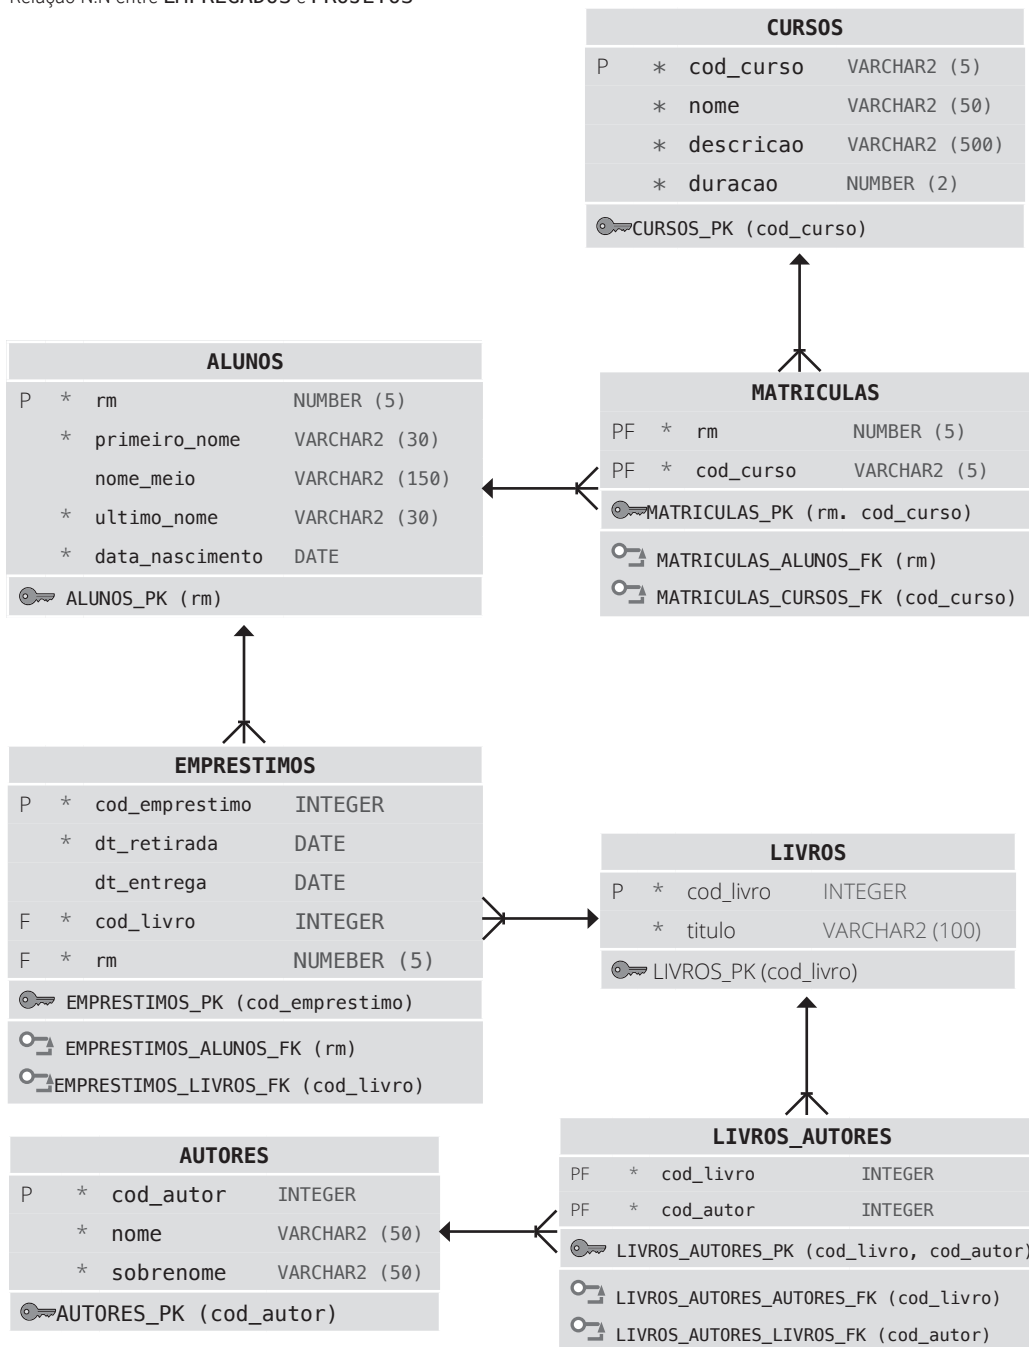 Relação N:N entre EMPREGADOS e PROJETOS
CURSOS
P * cod_curso VARCHAR2 (5)
* nome VARCHAR2 (50)
* descricao VARCHAR2 (500)
* duracao NUMBER (2)
CURSOS_PK (cod_curso)
ALUNOS
P * rm NUMBER (5)
* primeiro_nome VARCHAR2 (30)
nome_meio VARCHAR2 (150)
* ultimo_nome VARCHAR2 (30)
* data_nascimento DATE
ALUNOS_PK (rm)
MATRICULAS
PF * rm NUMBER (5)
PF * cod_curso VARCHAR2 (5)
MATRICULAS_PK (rm. cod_curso)
MATRICULAS_ALUNOS_FK (rm)
MATRICULAS_CURSOS_FK (cod_curso)
EMPRESTIMOS
P * cod_emprestimo INTEGER
* dt_retirada DATE
dt_entrega DATE
F * cod_livro INTEGER
F * rm NUMEBER (5)
EMPRESTIMOS_PK (cod_emprestimo)
EMPRESTIMOS_ALUNOS_FK (rm)
EMPRESTIMOS_LIVROS_FK (cod_livro)
LIVROS
P * cod_livro INTEGER
* titulo VARCHAR2 (100)
LIVROS_PK (cod_livro)
AUTORES
P * cod_autor INTEGER
* nome VARCHAR2 (50)
* sobrenome VARCHAR2 (50)
AUTORES_PK (cod_autor)
LIVROS_AUTORES
PF * cod_livro INTEGER
PF * cod_autor INTEGER
LIVROS_AUTORES_PK (cod_livro, cod_autor)
LIVROS_AUTORES_AUTORES_FK (cod_livro)
LIVROS_AUTORES_LIVROS_FK (cod_autor)